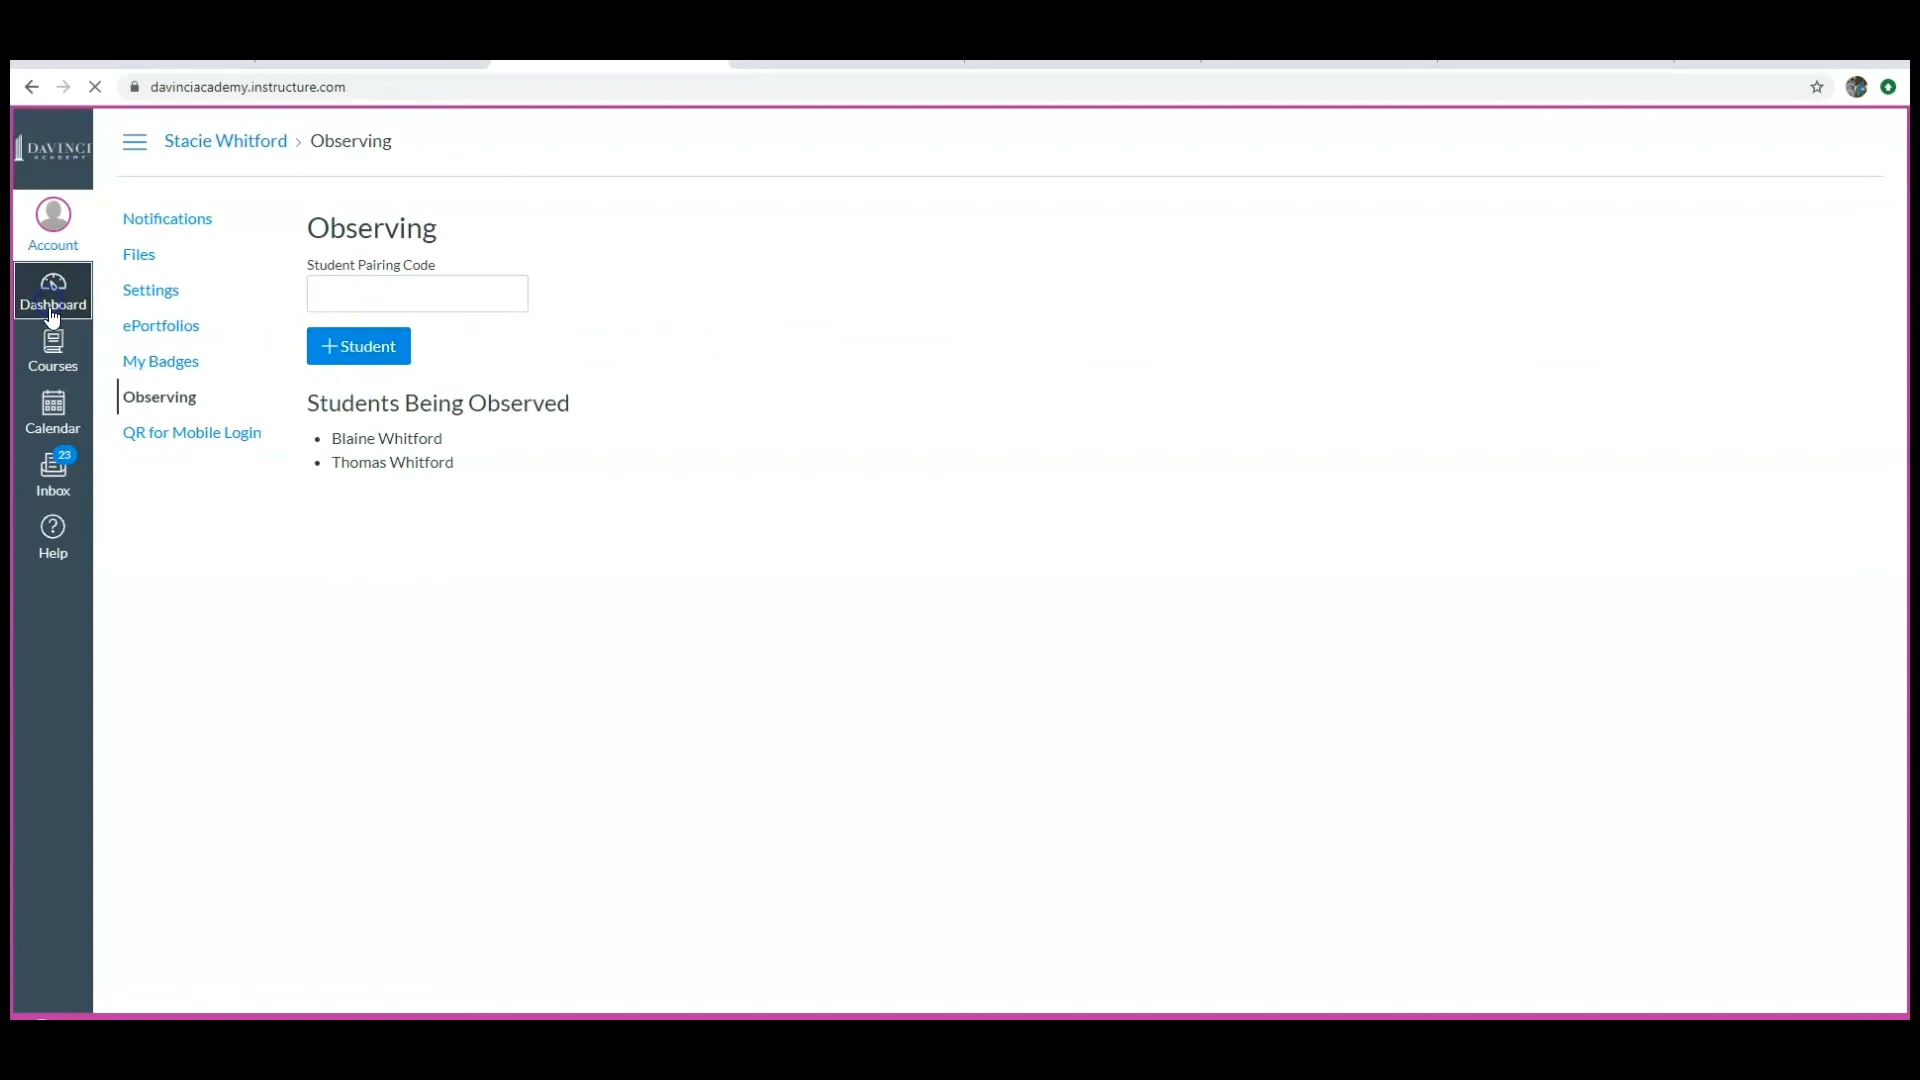 davinciacademy.instructure.com
DAVINCI
ACADEMY
Stacie Whitford > Observing
Account
Dashboard
Courses
Calendar
23
Inbox
Help
Notifications
Files
Settings
ePortfolios
My Badges
Observing
QR for Mobile Login
Observing
Student Pairing Code
+ Student
Students Being Observed
• Blaine Whitford
• Thomas Whitford